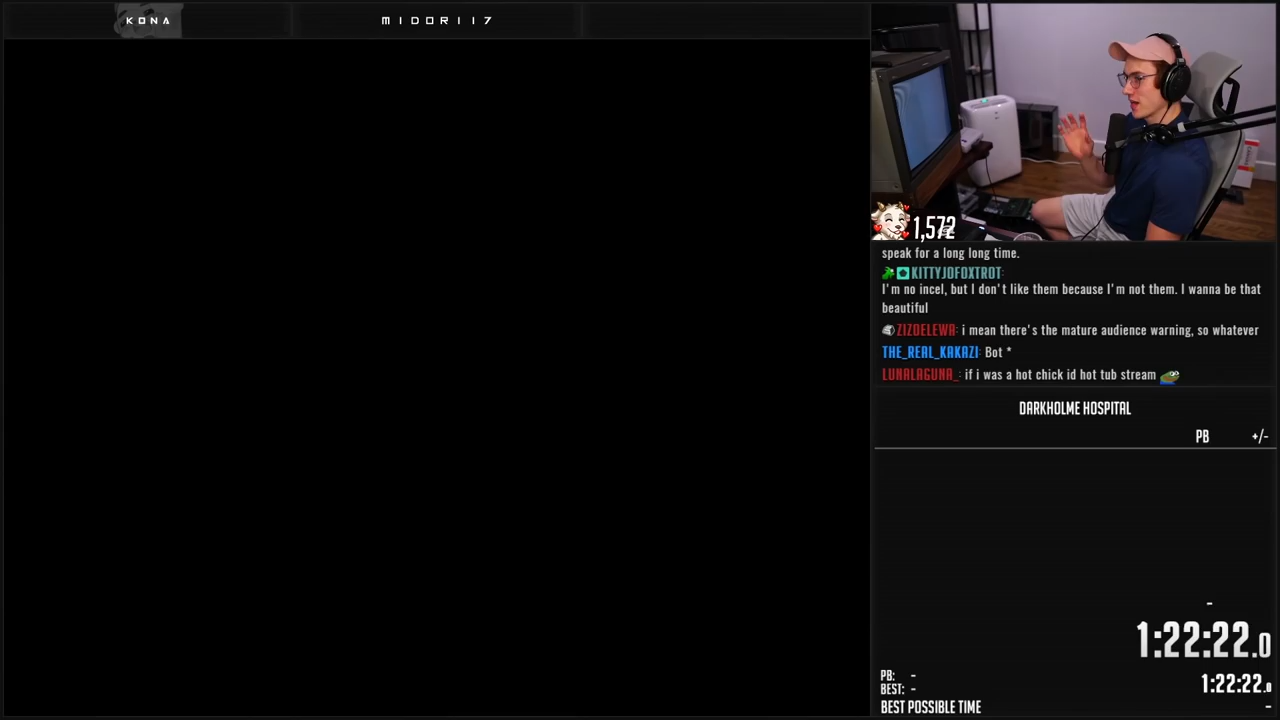 KONA
MIDORII7
1,572
speak for a long long time.
KITTYJOFOXTROT:
I'm no incel, but I don't like them because I'm not them. I wanna be that
beautiful
ZIZOELEWA: i mean there's the mature audience warning, so whatever
THE_REAL_KAKAZI: Bot *
LUNALAGUNA_: if i was a hot chick id hot tub stream
DARKHOLME HOSPITAL
PB +/-
-
1:22:22.0
PB: -
BEST: -
1:22:22.0
BEST POSSIBLE TIME -